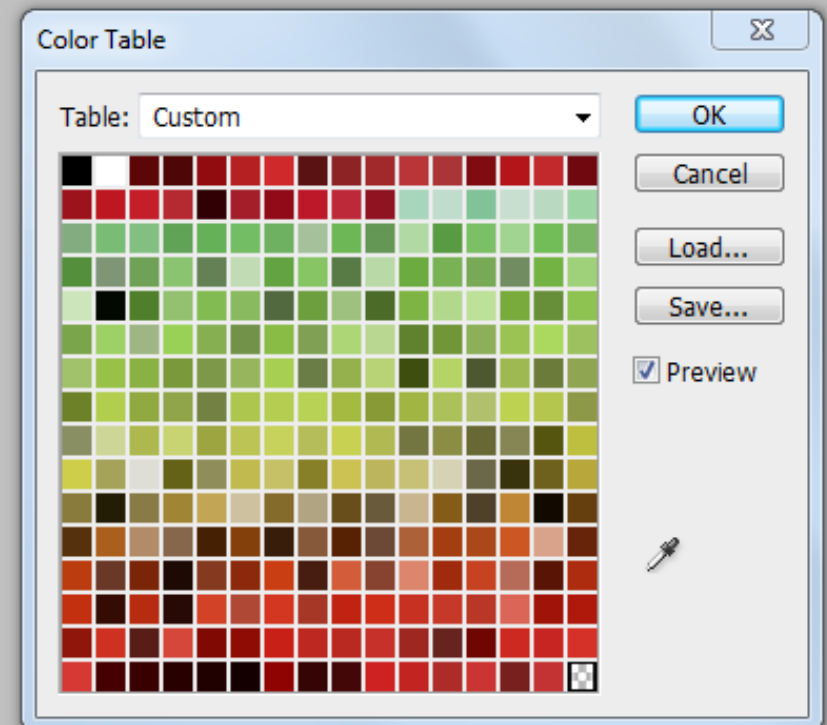 Color Table
Table: Custom
OK
Cancel
Load...
Save...
Preview